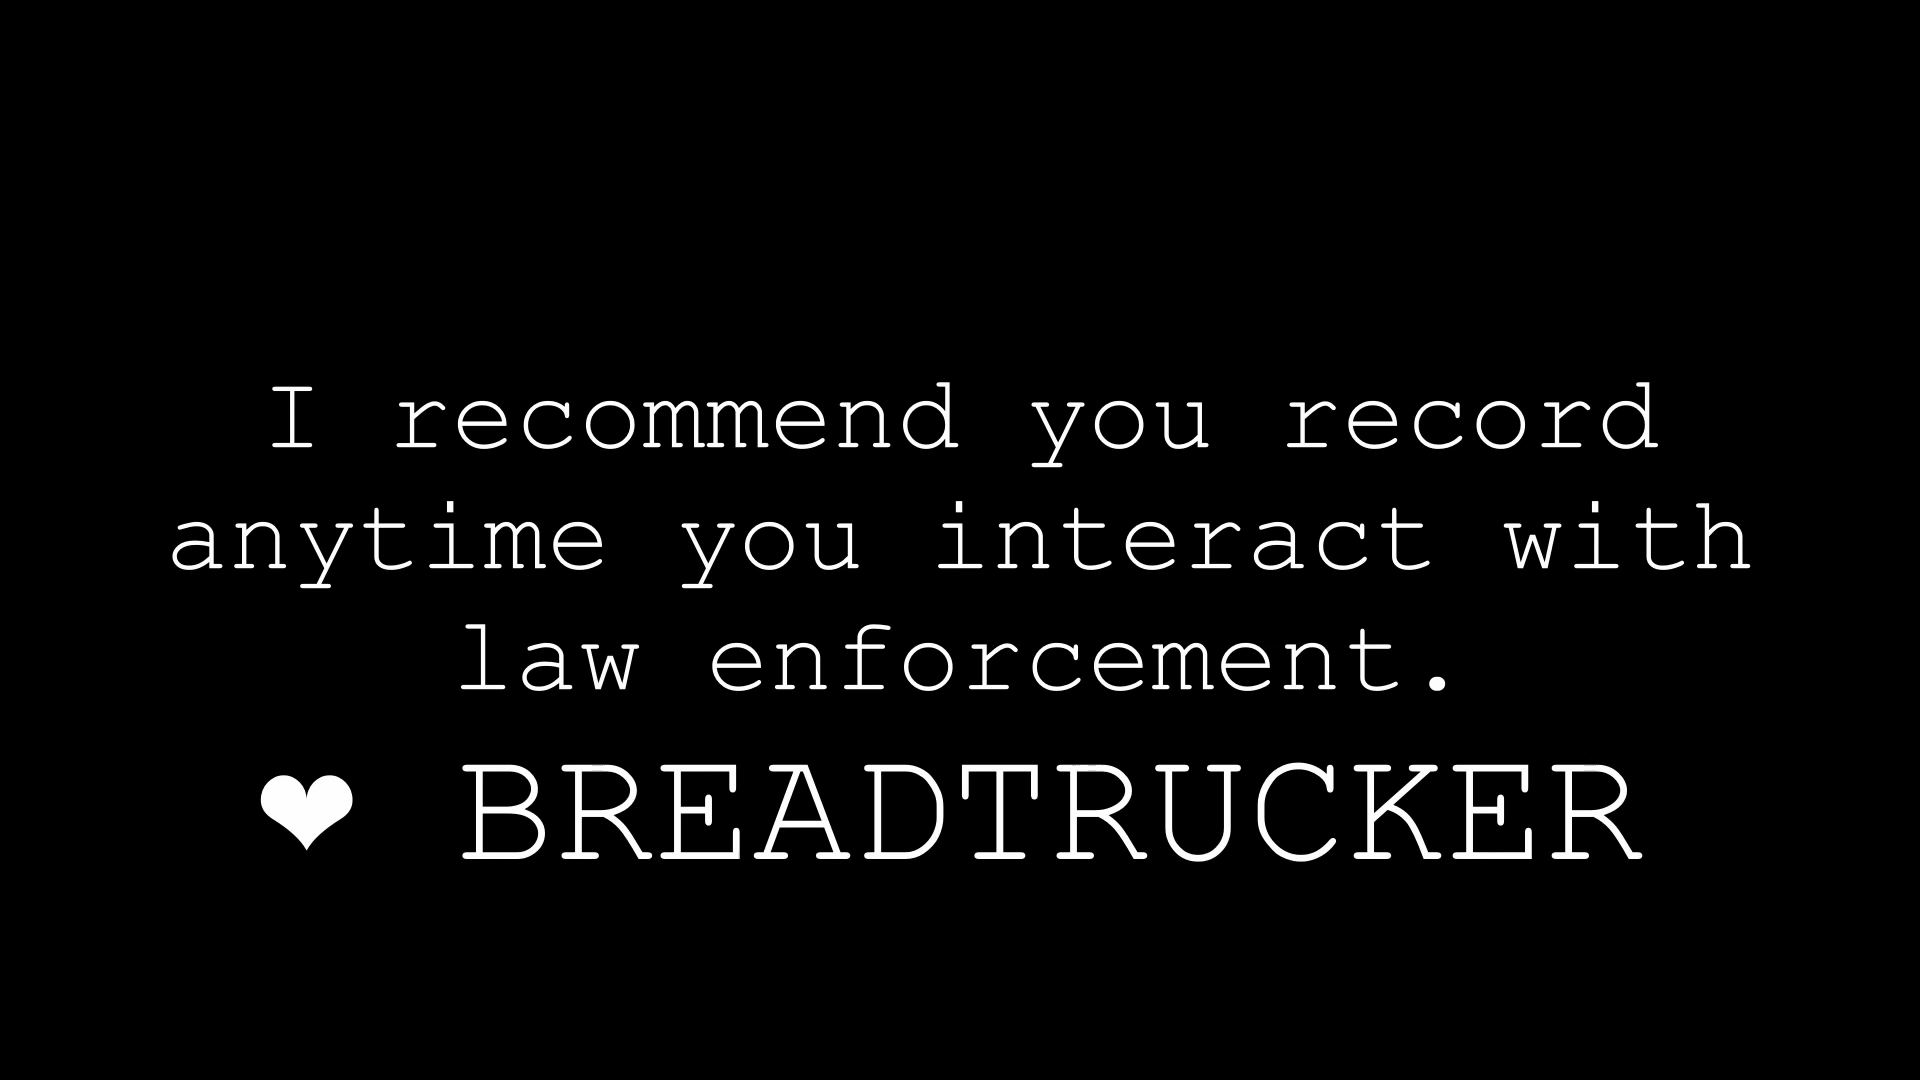 I recommend you record
anytime you interact with
law enforcement.
❤ BREADTRUCKER